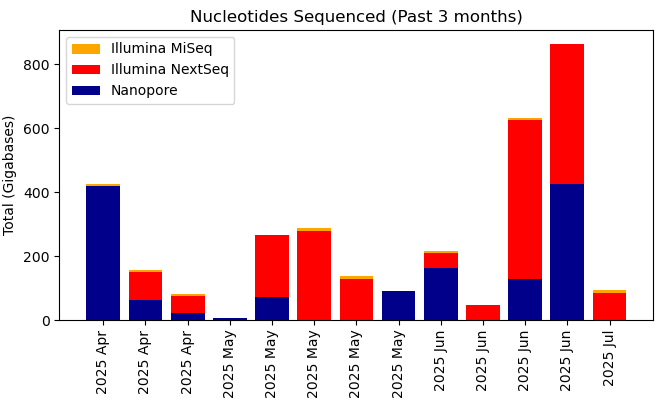 Nucleotides Sequenced (Past 3 months)
Illumina MiSeq
Illumina NextSeq
Nanopore
Total (Gigabases)
800
600
400
200
0
2025 Apr
2025 Apr
2025 Apr
2025 May
2025 May
2025 May
2025 May
2025 May
2025 Jun
2025 Jun
2025 Jun
2025 Jun
2025 Jul